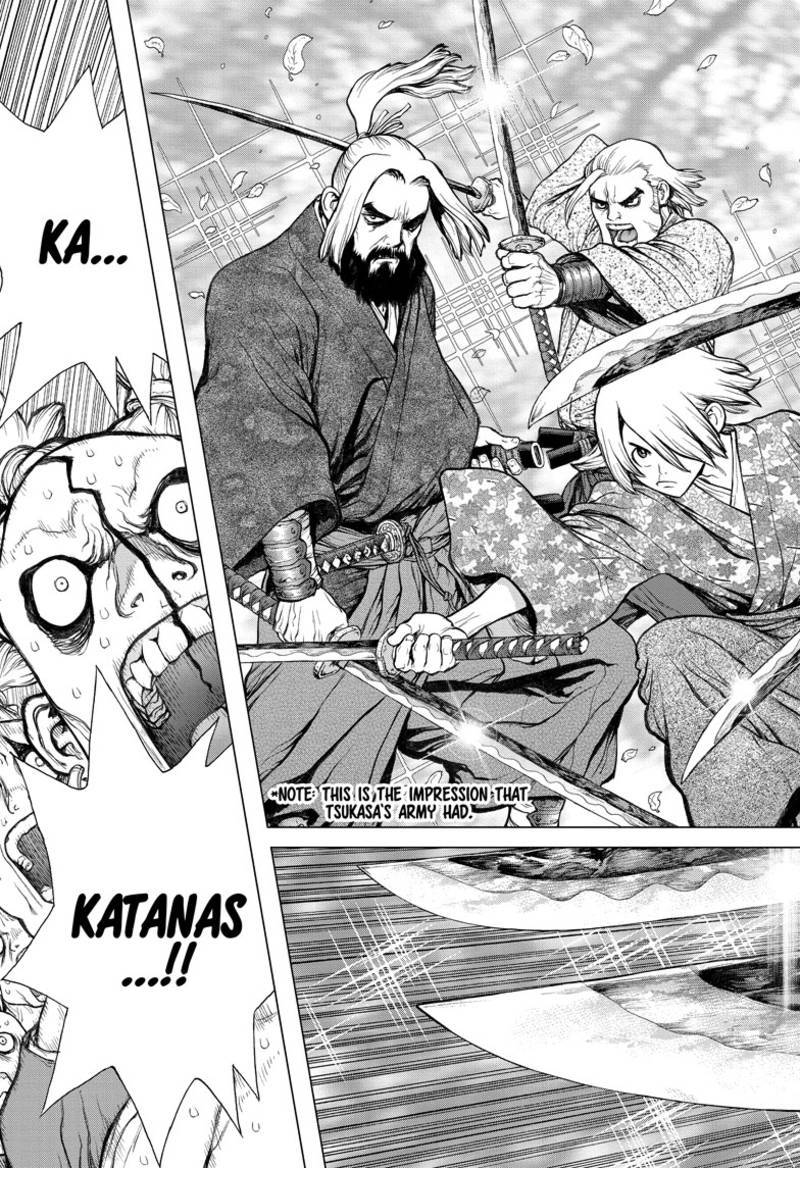 *NOTE: THIS IS THE IMPRESSION THAT
TSUKASA'S ARMY HAD.
KA...
KATANAS
...!!